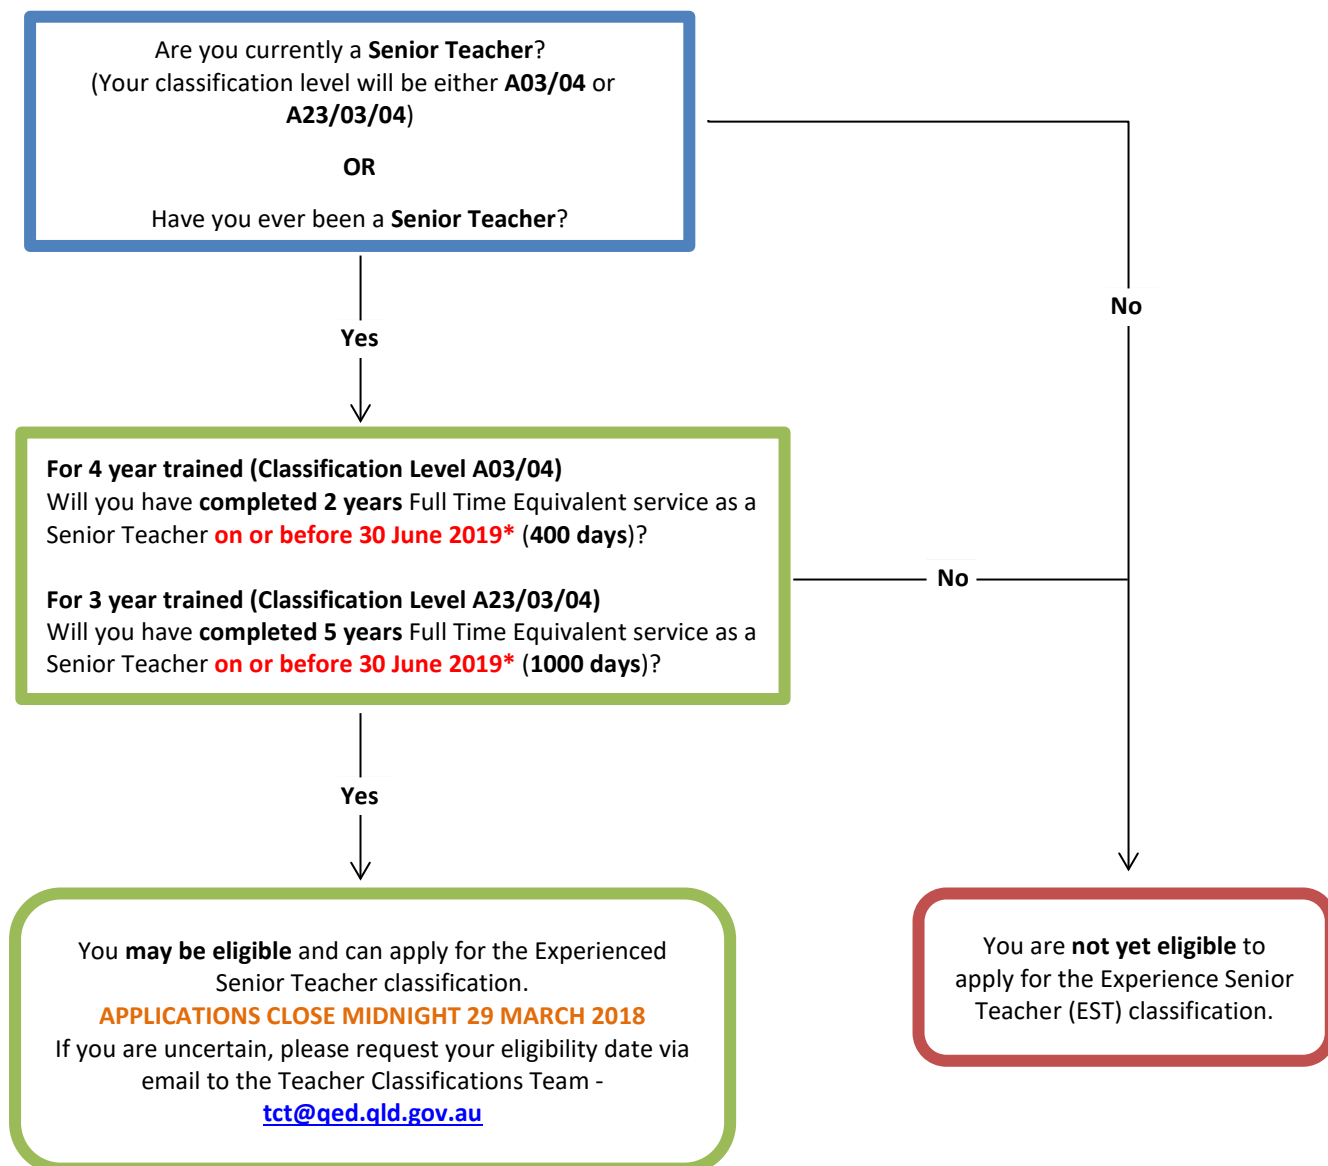 Are you currently a Senior Teacher?
(Your classification level will be either A03/04 or
A23/03/04)
OR
Have you ever been a Senior Teacher?
No
Yes
For 4 year trained (Classification Level A03/04)
Will you have completed 2 years Full Time Equivalent service as a
Senior Teacher on or before 30 June 2019* (400 days)?
For 3 year trained (Classification Level A23/03/04)
Will you have completed 5 years Full Time Equivalent service as a
Senior Teacher on or before 30 June 2019* (1000 days)?
No
Yes
You may be eligible and can apply for the Experienced
Senior Teacher classification.
APPLICATIONS CLOSE MIDNIGHT 29 MARCH 2018
If you are uncertain, please request your eligibility date via
email to the Teacher Classifications Team -
tct@qed.qld.gov.au
You are not yet eligible to
apply for the Experience Senior
Teacher (EST) classification.